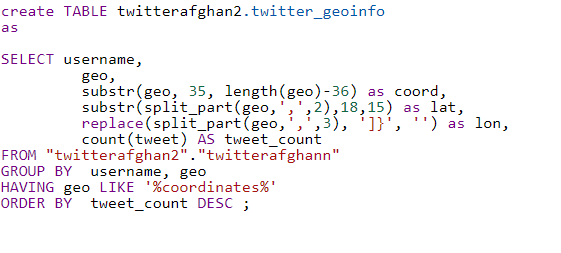 create TABLE twitterafghan2.twitter_geoinfo
as
SELECT username,
geo,
substr(geo, 35, length(geo)-36) as coord,
substr(split_part(geo,',',2),18,15) as lat,
replace(split_part(geo,',',3), ']}', '') as lon,
count(tweet) AS tweet_count
FROM "twitterafghan2"."twitterafghann"
GROUP BY  username, geo
HAVING geo LIKE '%coordinates%'
ORDER BY  tweet_count DESC ;